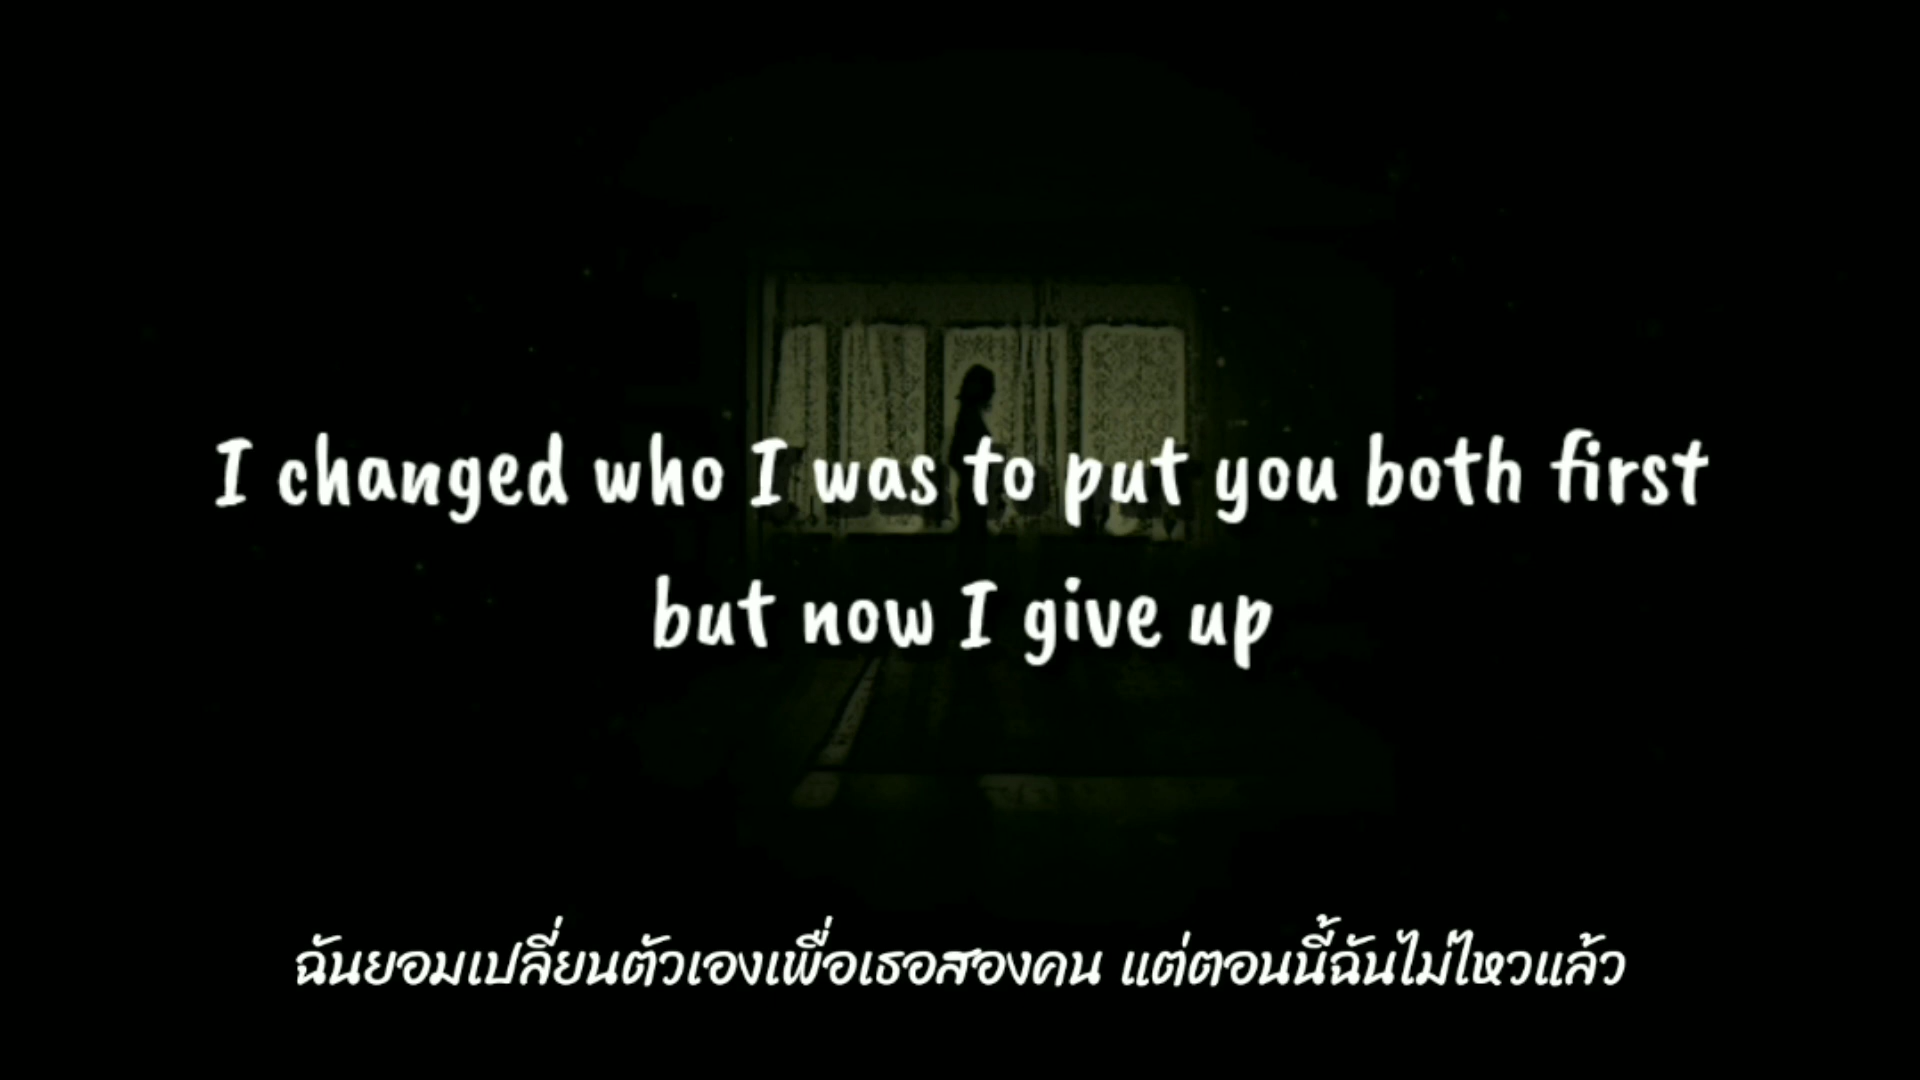 I changed who I was to put you both first
but now I give up
ฉันยอมเปลี่ยนตัวเองเพื่อเธอสองคน แต่ตอนนี้ฉันไม่ไหวแล้ว